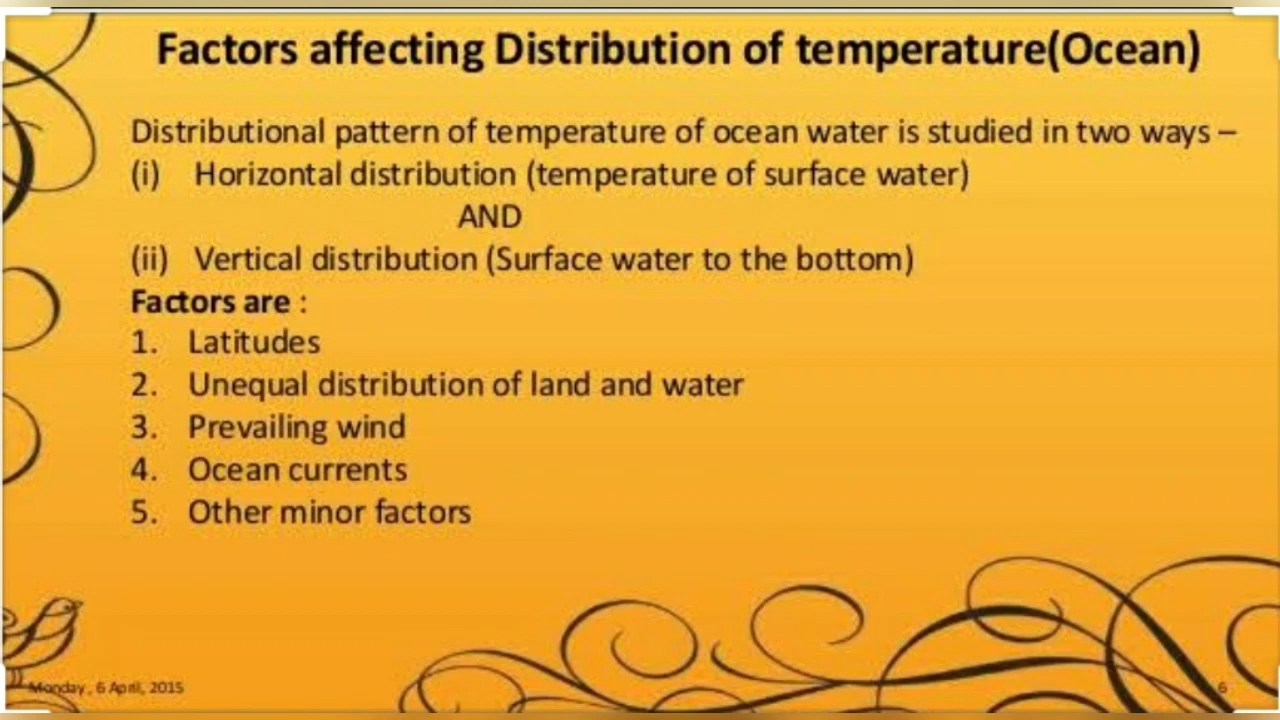 Factors affecting Distribution of temperature(Ocean)
Distributional pattern of temperature of ocean water is studied in two ways –
(i) Horizontal distribution (temperature of surface water)
AND
(ii) Vertical distribution (Surface water to the bottom)
Factors are :
1. Latitudes
2. Unequal distribution of land and water
3. Prevailing wind
4. Ocean currents
5. Other minor factors
Monday, 6 April, 2015
6